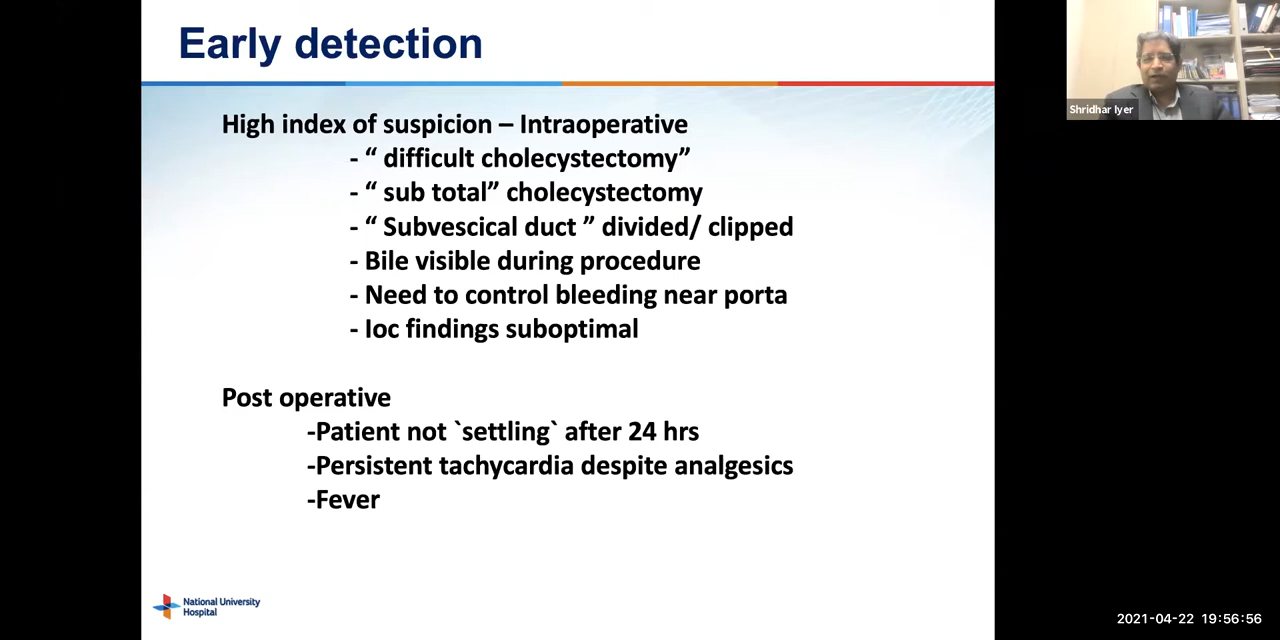 Early detection
High index of suspicion – Intraoperative
- “ difficult cholecystectomy”
- “ sub total” cholecystectomy
- “ Subvescical duct ” divided/ clipped
- Bile visible during procedure
- Need to control bleeding near porta
- Ioc findings suboptimal
Post operative
-Patient not `settling` after 24 hrs
-Persistent tachycardia despite analgesics
-Fever
National University
Hospital
Shridhar Iyer
2021-04-22 19:56:56